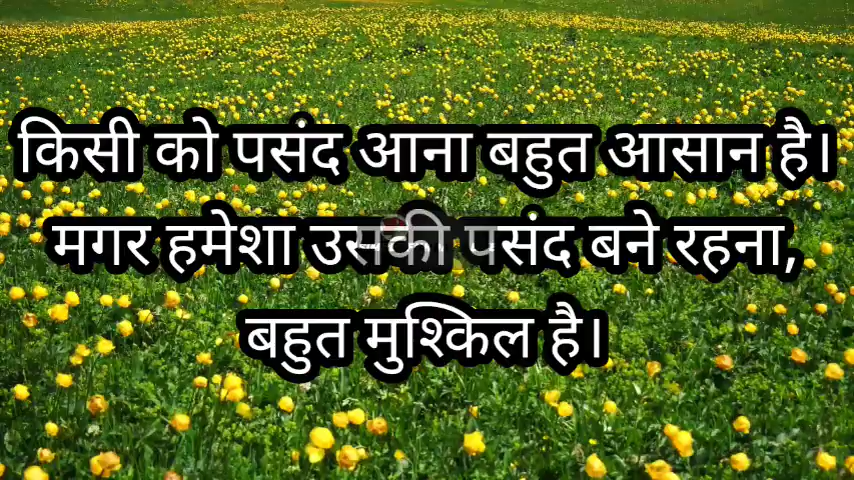 किसी को पसंद आना बहुत आसान है।
मगर हमेशा उसकी पसंद बने रहना,
बहुत मुश्किल है।